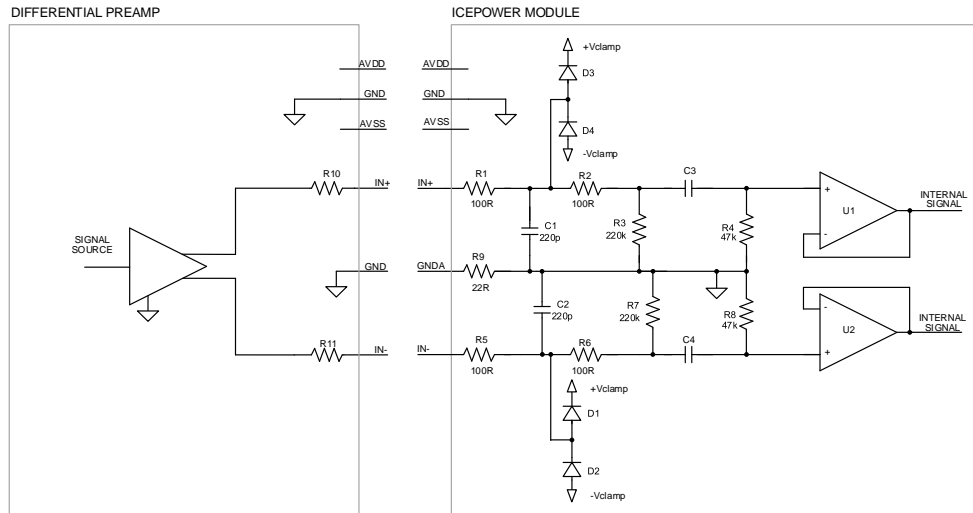 DIFFERENTIAL PREAMP
ICEPOWER MODULE
AVDD
AVDD
GND
GND
AVSS
AVSS
+Vclamp
D3
D4
-Vclamp
R10
IN+
IN+
R1
100R
R2
100R
C3
C1
220p
R3
220k
R4
47k
+
-
U1
INTERNAL
SIGNAL
SIGNAL
SOURCE
GND
GNDA
R9
22R
C2
220p
R7
220k
R8
47k
-
+
U2
INTERNAL
SIGNAL
R11
IN-
IN-
R5
100R
R6
100R
C4
+Vclamp
D1
D2
-Vclamp